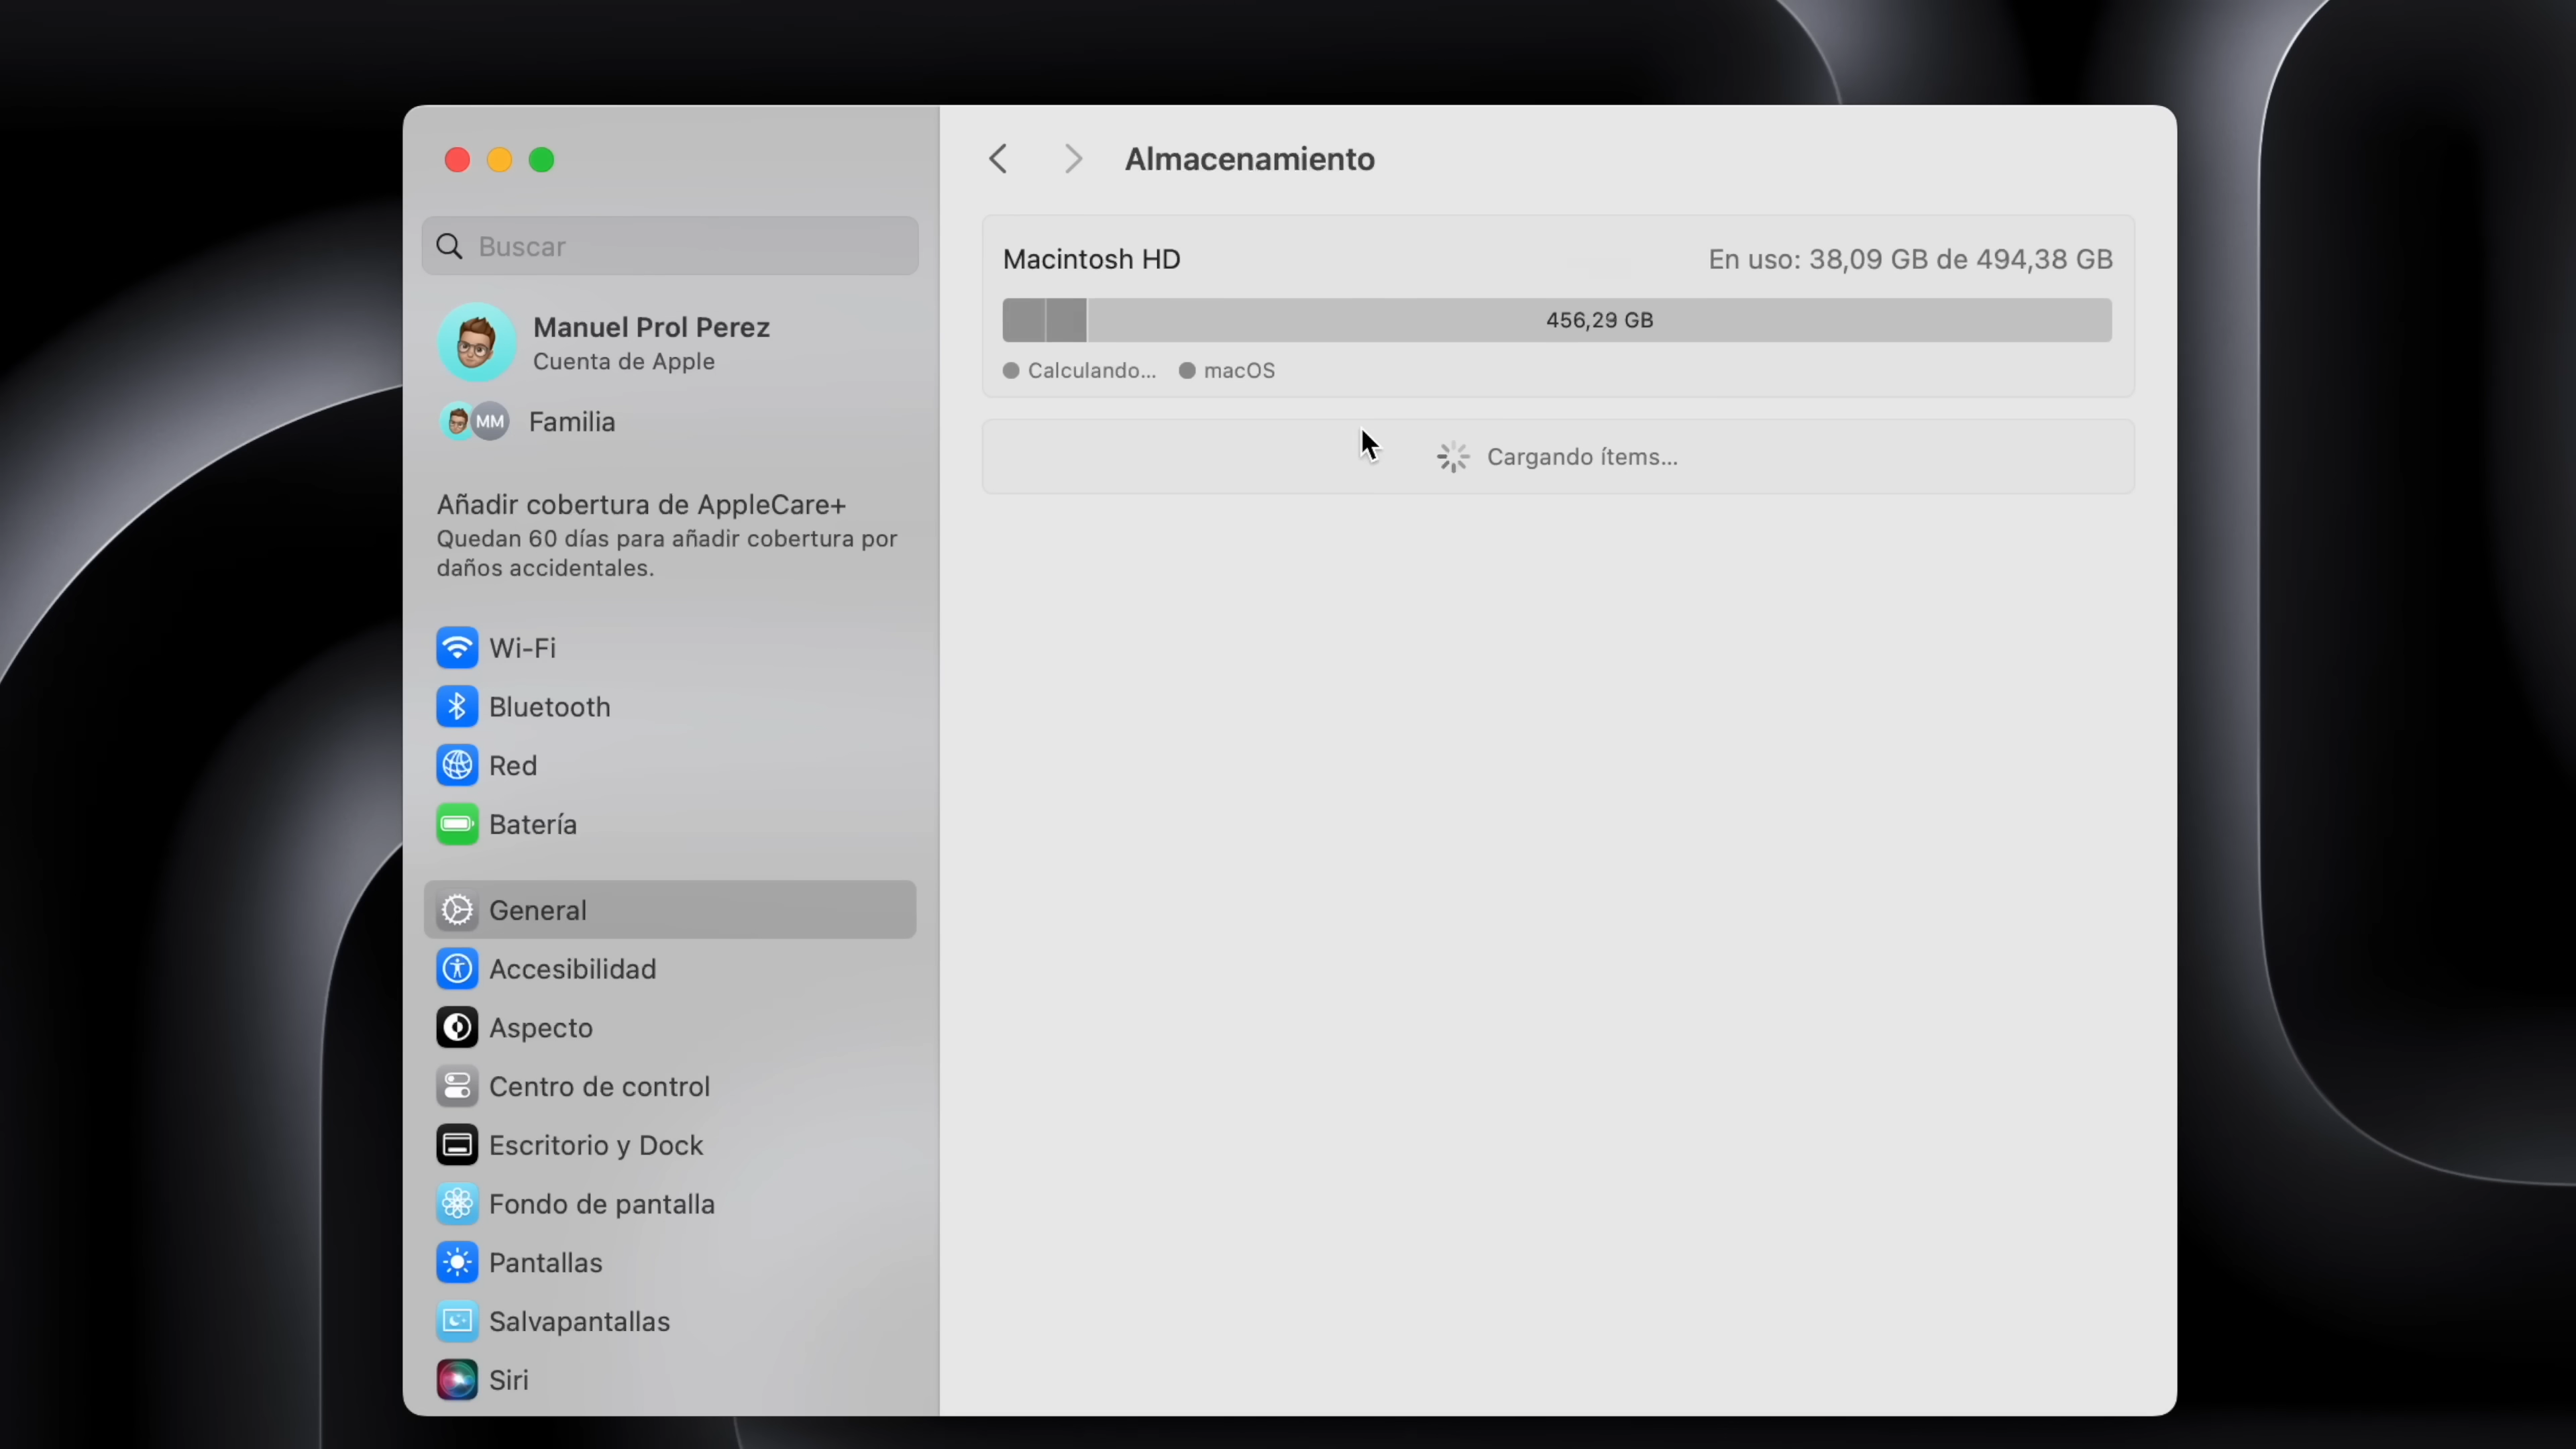 Buscar
Manuel Prol Perez
Cuenta de Apple
MM
Familia
Añadir cobertura de AppleCare+
Quedan 60 días para añadir cobertura por
daños accidentales.
Wi-Fi
Bluetooth
Red
Batería
General
Accesibilidad
Aspecto
Centro de control
Escritorio y Dock
Fondo de pantalla
Pantallas
Salvapantallas
Siri
Almacenamiento
Macintosh HD
En uso: 38,09 GB de 494,38 GB
456,29 GB
Calculando...
macOS
Cargando ítems...